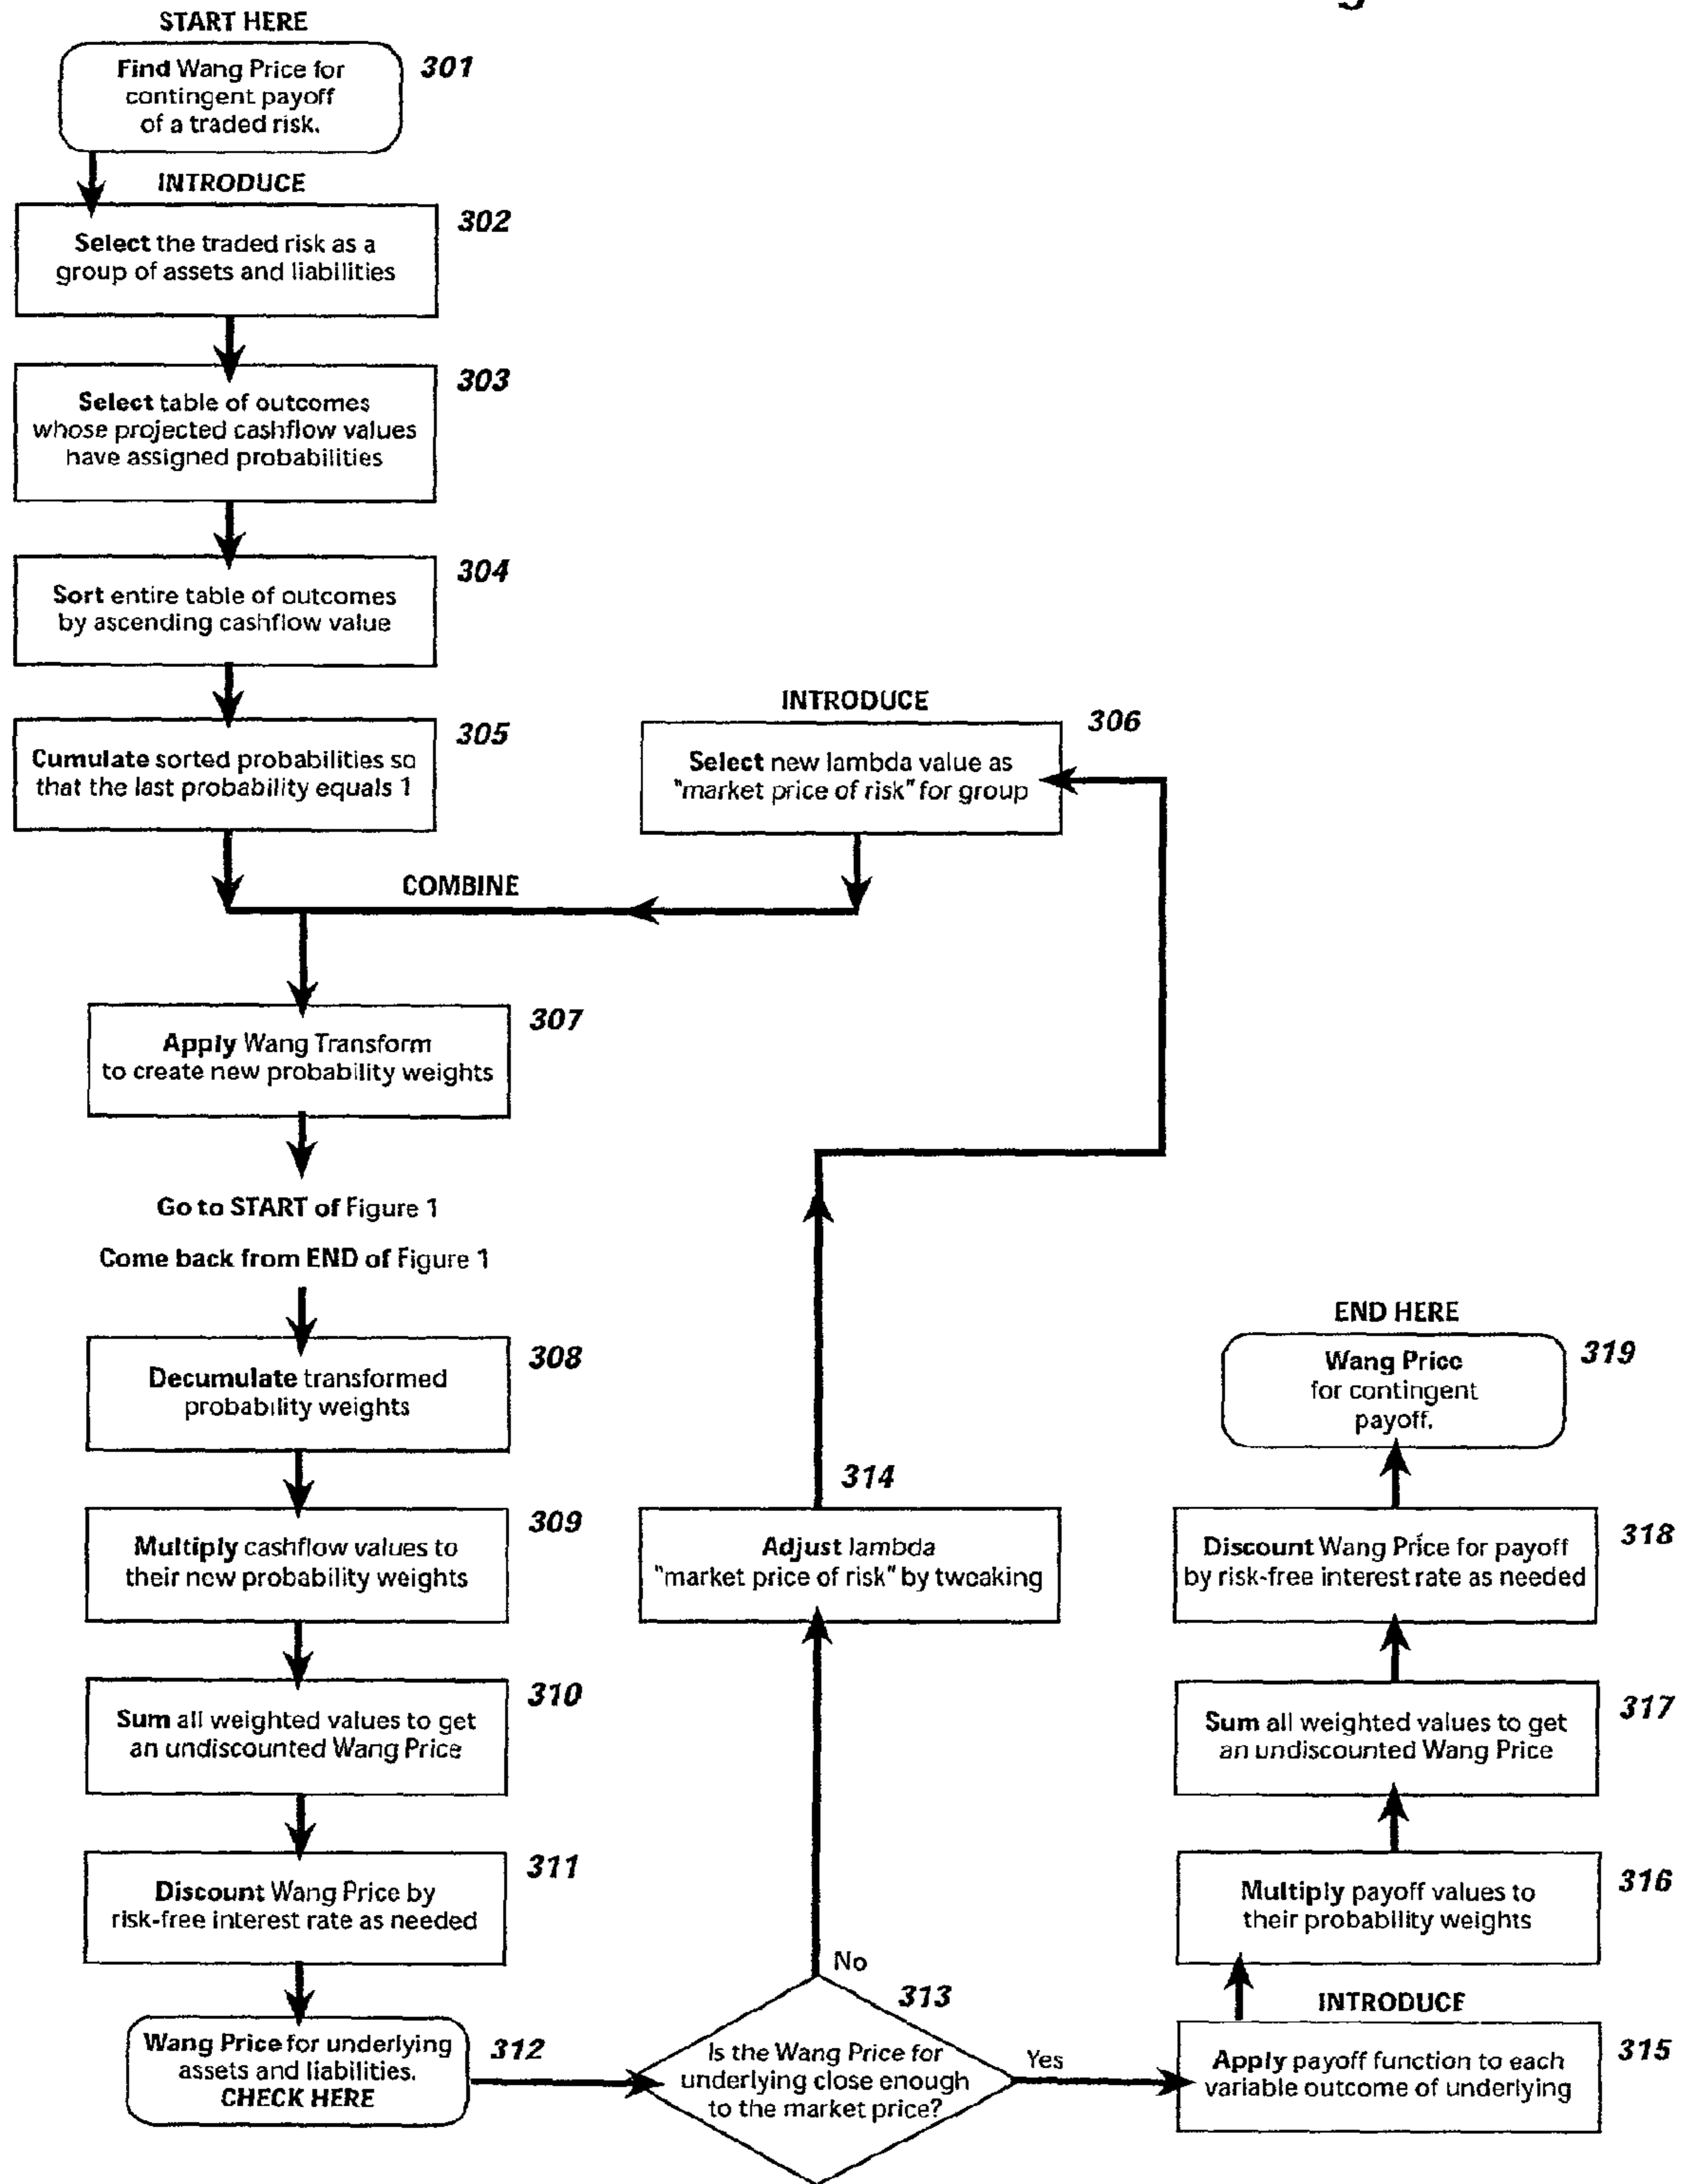 START HERE
Find Wang Price for
contingent payoff
of a traded risk.
301
INTRODUCE
Select the traded risk as a
group of assets and liabilities
302
Select table of outcomes
whose projected cashflow values
have assigned probabilities
303
Sort entire table of outcomes
by ascending cashflow value
304
Cumulate sorted probabilities so
that the last probability equals 1
305
INTRODUCE
Select new lambda value as
"market price of risk" for group
306
COMBINE
Apply Wang Transform
to create new probability weights
307
Go to START of Figure 1
Come back from END of Figure 1
Decumulate transformed
probability weights
308
Multiply cashflow values to
their new probability weights
309
Sum all weighted values to get
an undiscounted Wang Price
310
Discount Wang Price by
risk-free interest rate as needed
311
Wang Price for underlying
assets and liabilities.
CHECK HERE
312
Is the Wang Price for
underlying close enough
to the market price?
313
No
Yes
Adjust lambda
"market price of risk" by tweaking
314
INTRODUCE
Apply payoff function to each
variable outcome of underlying
315
Multiply payoff values to
their probability weights
316
Sum all weighted values to get
an undiscounted Wang Price
317
Discount Wang Price for payoff
by risk-free interest rate as needed
318
END HERE
Wang Price
for contingent
payoff.
319